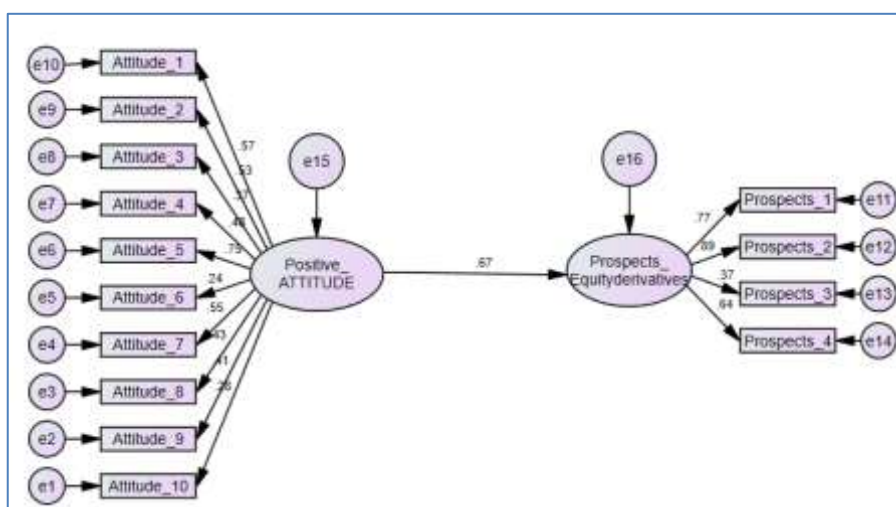 e10 Attitude_1
e9 Attitude_2
e8 Attitude_3
e7 Attitude_4
e6 Attitude_5
e5 Attitude_6
e4 Attitude_7
e3 Attitude_8
e2 Attitude_9
e1 Attitude_10
.57
.53
.37
.75
.24
.55
.41
e15
Positive_
ATTITUDE
.67
e16
Prospects_
Equityderivatives
.77
.89
.37
.64
Prospects_1 e11
Prospects_2 e12
Prospects_3 e13
Prospects_4 e14